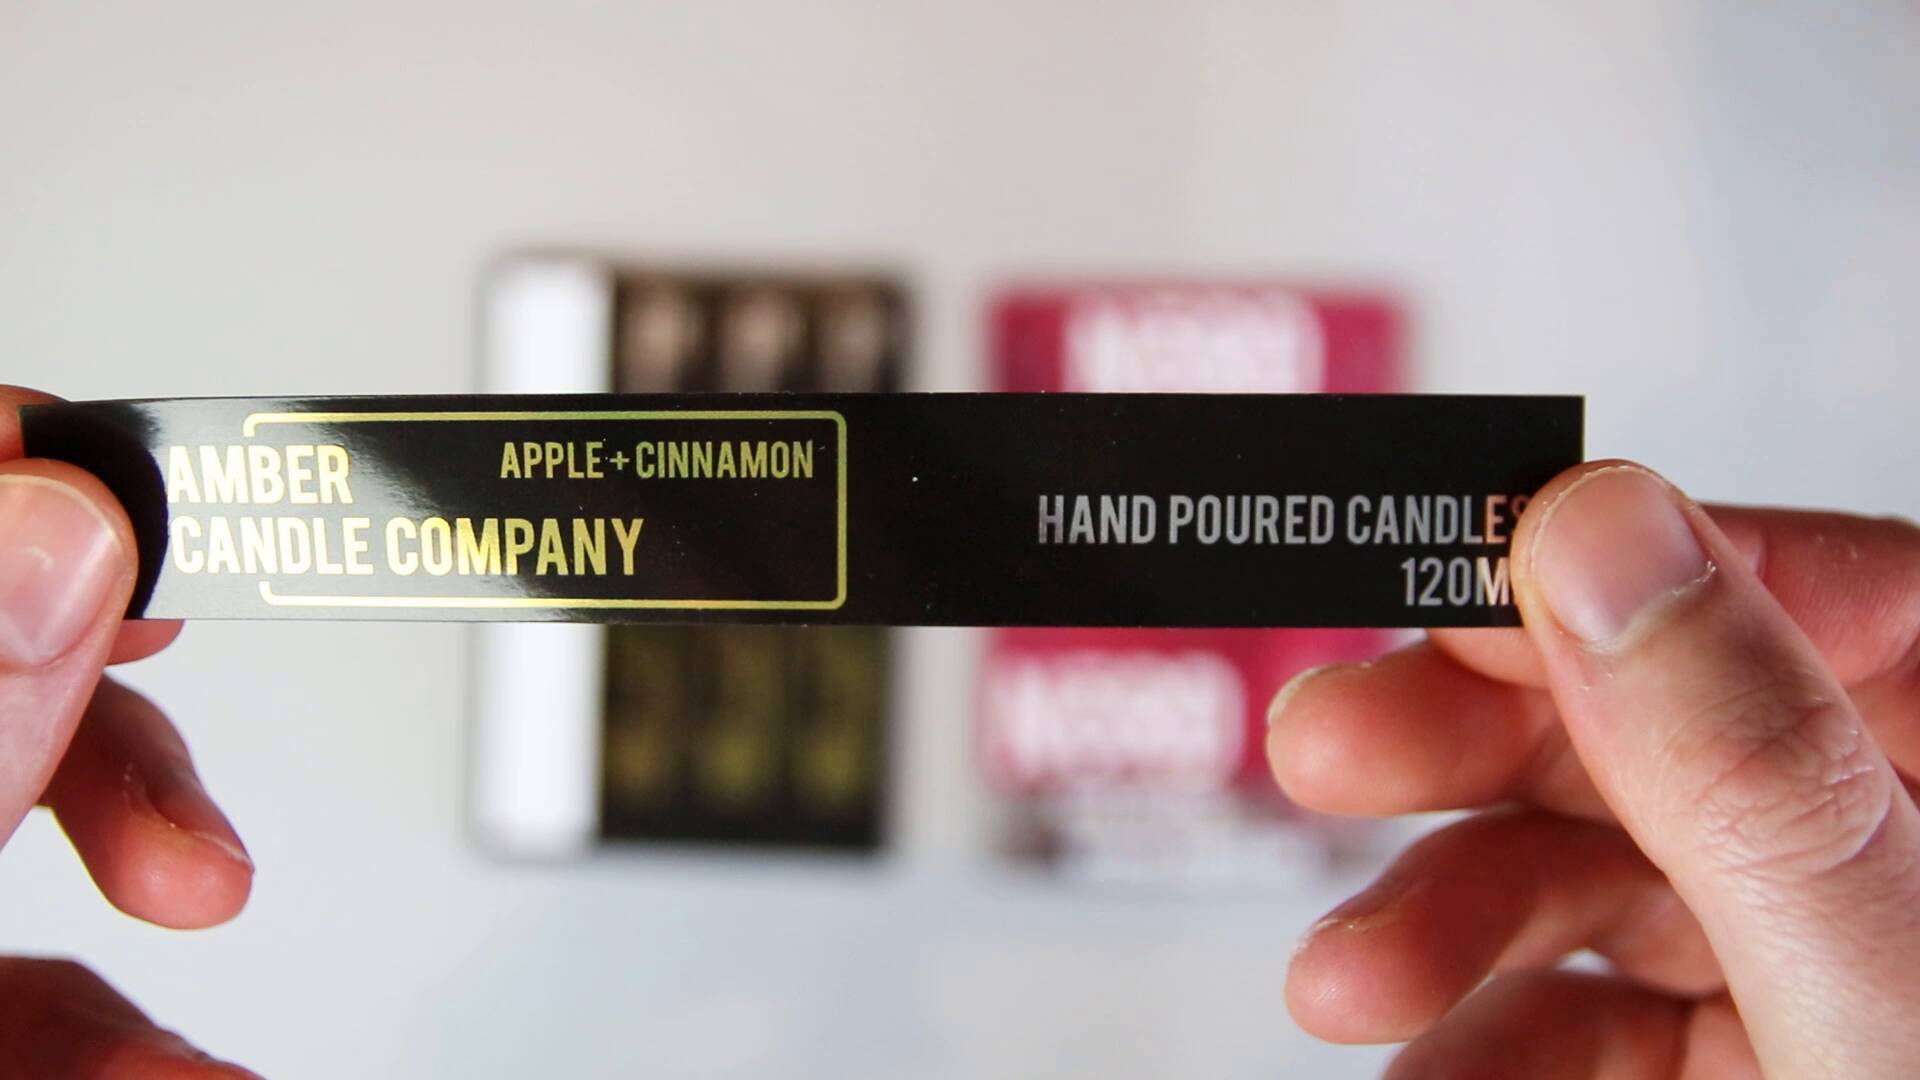 AMBER
CANDLE COMPANY
APPLE+CINNAMON
HAND POURED CANDLES
120M